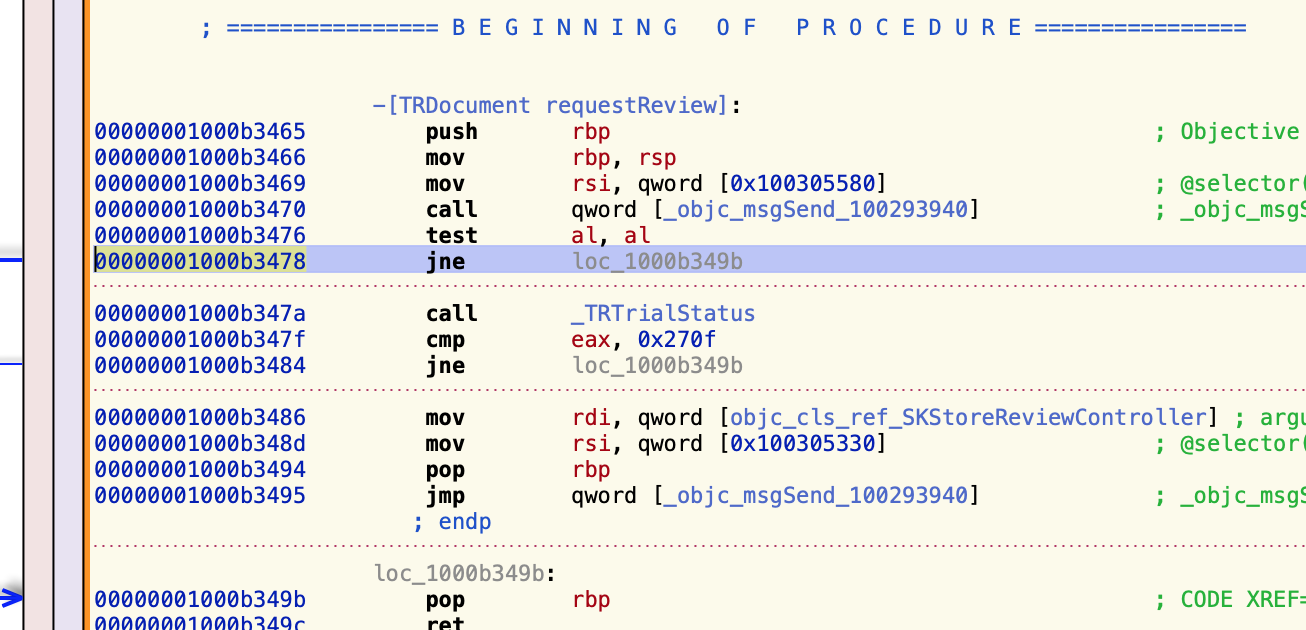 ; ================ B E G I N N I N G   O F   P R O C E D U R E ================
-[TRDocument requestReview]:
00000001000b3465 push rbp ; Objective
00000001000b3466 mov rbp, rsp
00000001000b3469 mov rsi, qword [0x100305580] ; @selector(
00000001000b3470 call qword [_objc_msgSend_100293940] ; _objc_msgS
00000001000b3476 test al, al
00000001000b3478 jne loc_1000b349b
00000001000b347a call _TRTrialStatus
00000001000b347f cmp eax, 0x270f
00000001000b3484 jne loc_1000b349b
00000001000b3486 mov rdi, qword [objc_cls_ref_SKStoreReviewController] ; argu
00000001000b348d mov rsi, qword [0x100305330] ; @selector(
00000001000b3494 pop rbp
00000001000b3495 jmp qword [_objc_msgSend_100293940] ; _objc_msgS
; endp
loc_1000b349b:
00000001000b349b pop rbp ; CODE XREF=
00000001000b349c ret